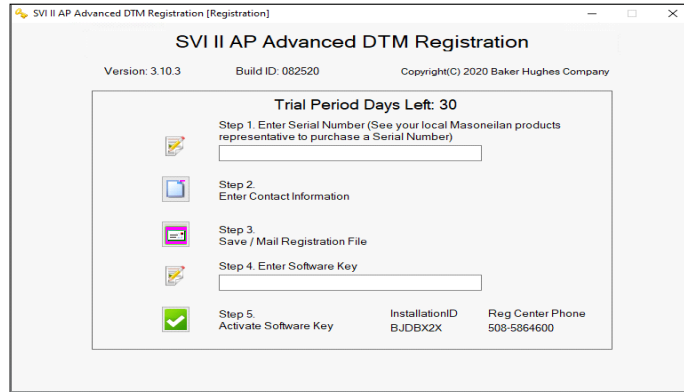 SVI II AP Advanced DTM Registration [Registration]
SVI II AP Advanced DTM Registration
Version: 3.10.3 Build ID: 082520 Copyright(C) 2020 Baker Hughes Company
Trial Period Days Left: 30
Step 1. Enter Serial Number (See your local Masoneilan products
representative to purchase a Serial Number)
Step 2.
Enter Contact Information
Step 3.
Save / Mail Registration File
Step 4. Enter Software Key
Step 5. InstallationID Reg Center Phone
Activate Software Key BJDBX2X 508-5864600